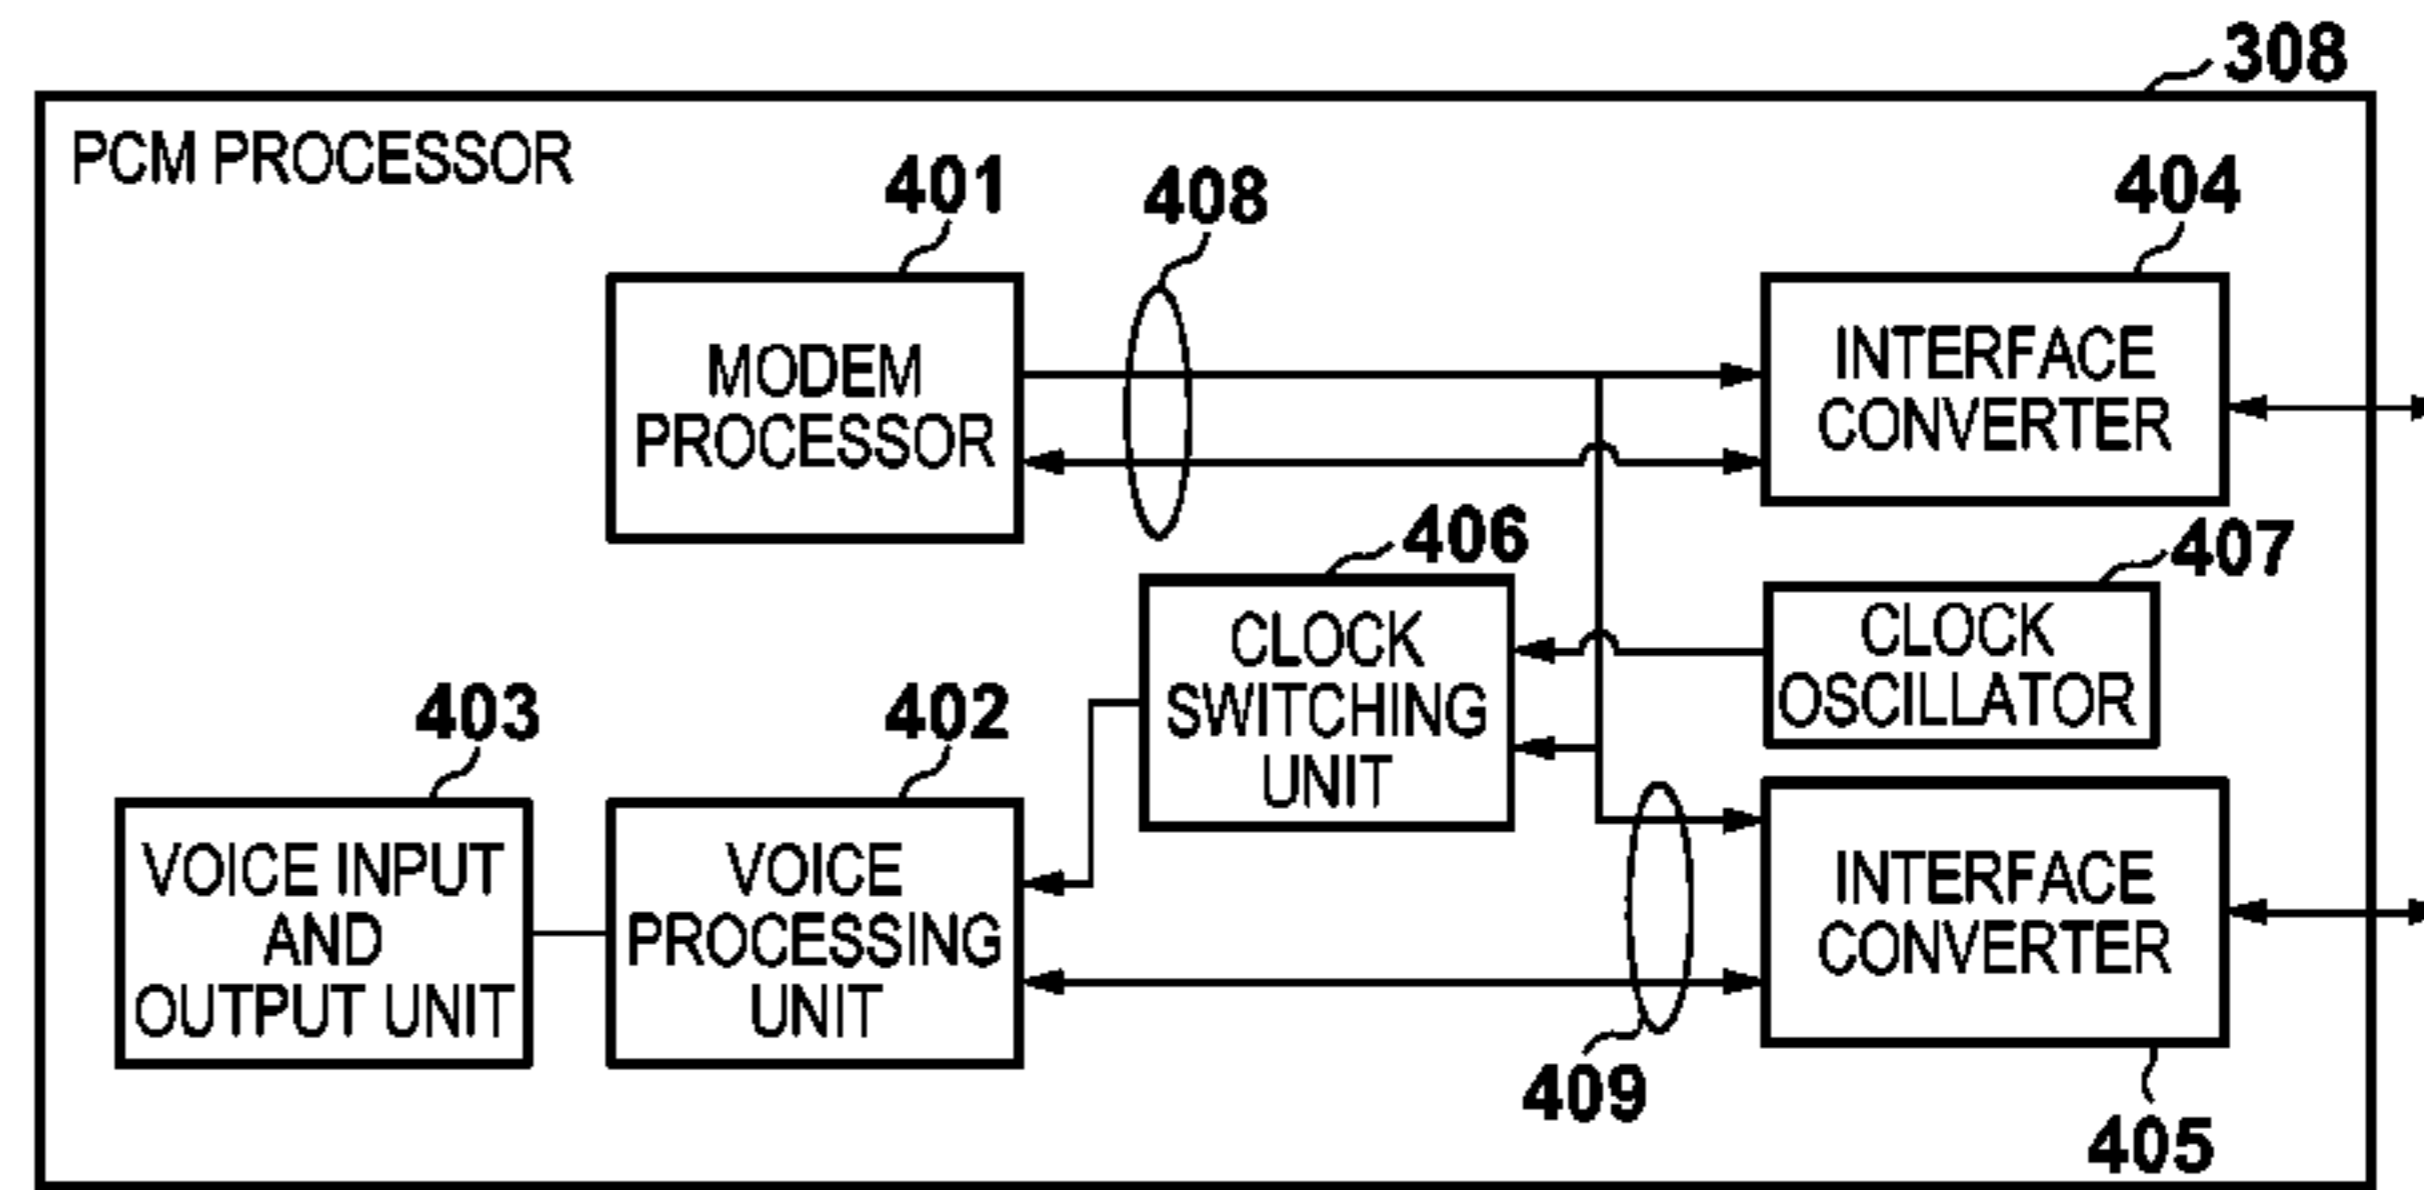 308
PCM PROCESSOR
401
408
404
MODEM
PROCESSOR
INTERFACE
CONVERTER
406
407
CLOCK
SWITCHING
UNIT
CLOCK
OSCILLATOR
403
402
VOICE INPUT
AND
OUTPUT UNIT
VOICE
PROCESSING
UNIT
INTERFACE
CONVERTER
409
405